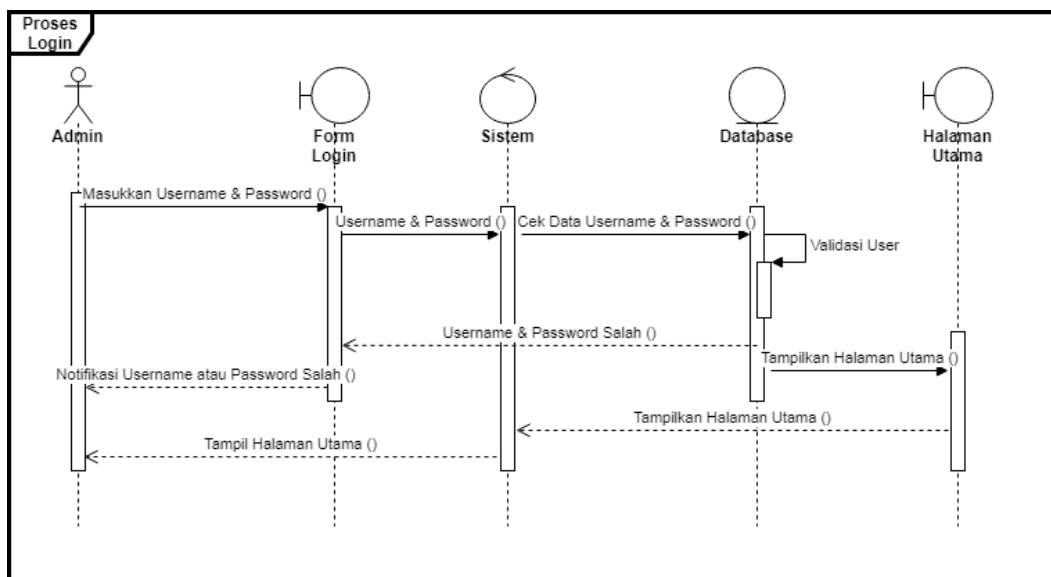 Proses
Login
Admin
Form
Login
Sistem
Database
Halaman
Utama
Masukkan Username & Password ()
Username & Password ()
Cek Data Username & Password ()
Validasi User
Username & Password Salah ()
Tampilkan Halaman Utama ()
Notifikasi Username atau Password Salah ()
Tampilkan Halaman Utama ()
Tampil Halaman Utama ()